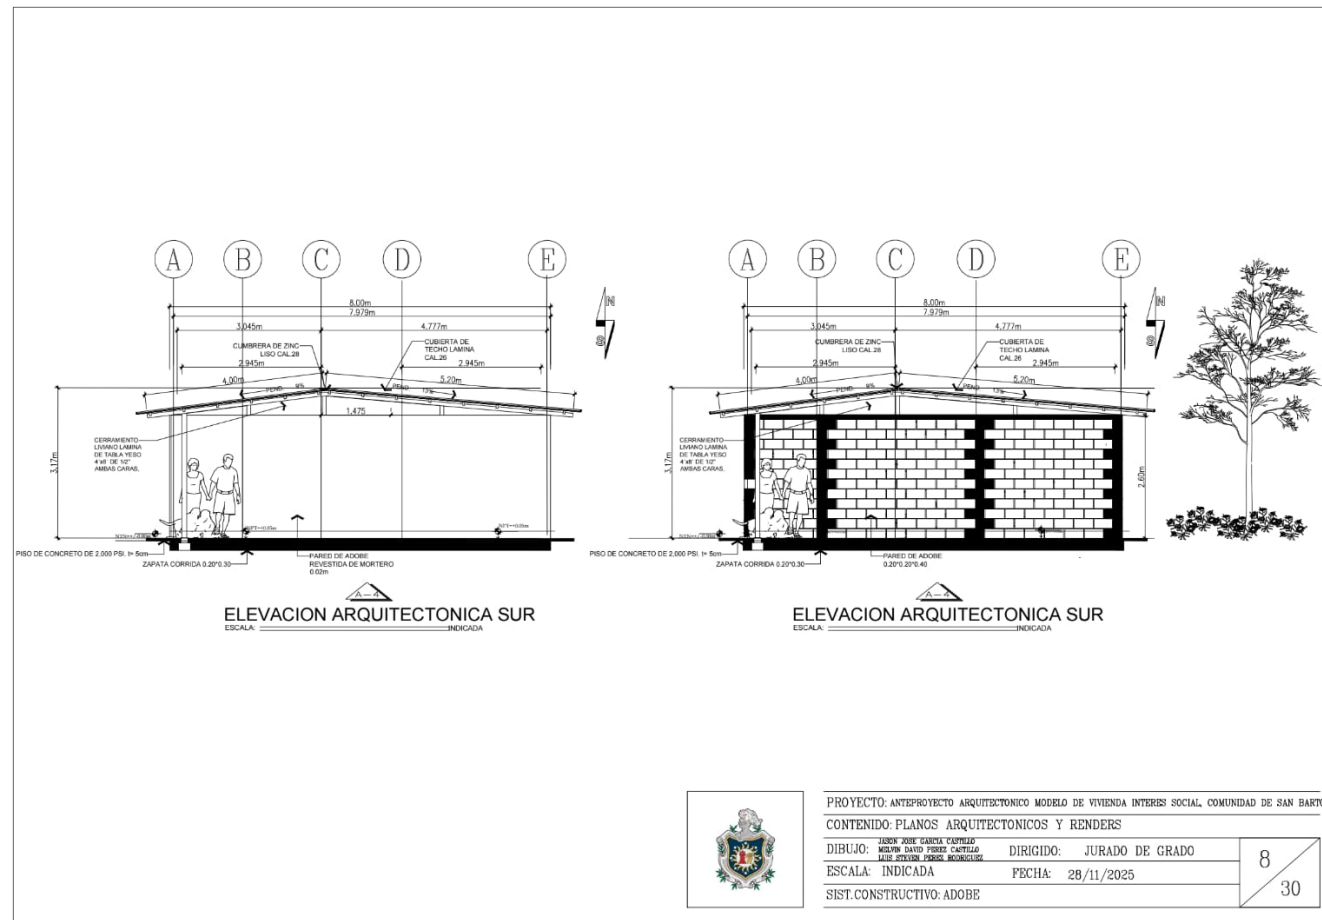 A B C D E
8.00m
7.979m
3.045m 4.777m
CUMBRERA DE ZINC
LISO CAL.28
CUBIERTA DE
TECHO LAMINA
CAL.26
2.945m 2.945m
4.00m 5.20m
PEND. 9% PEND. 13%
1.475
3.17m
CERRAMIENTO
LIVIANO LAMINA
DE TABLA YESO
4'x8' DE 1/2"
AMBAS CARAS.
PISO DE CONCRETO DE 2,000 PSI. t= 5cm
ZAPATA CORRIDA 0.20*0.30
PARED DE ADOBE
REVESTIDA DE MORTERO
0.02m
A-4
ELEVACION ARQUITECTONICA SUR
ESCALA: INDICADA
N
A B C D E
8.00m
7.979m
3.045m 4.777m
CUMBRERA DE ZINC
LISO CAL.28
CUBIERTA DE
TECHO LAMINA
CAL.26
2.945m 2.945m
4.00m 5.20m
PEND. 9% PEND. 13%
3.17m
2.60m
CERRAMIENTO
LIVIANO LAMINA
DE TABLA YESO
4'x8' DE 1/2"
AMBAS CARAS.
PISO DE CONCRETO DE 2,000 PSI. t= 5cm
ZAPATA CORRIDA 0.20*0.30
PARED DE ADOBE
0.20*0.20*0.40
A-4
ELEVACION ARQUITECTONICA SUR
ESCALA: INDICADA
N
PROYECTO: ANTEPROYECTO ARQUITECTONICO MODELO DE VIVIENDA INTERES SOCIAL, COMUNIDAD DE SAN BARTO
CONTENIDO: PLANOS ARQUITECTONICOS Y RENDERS
DIBUJO: JASON JOSE GARCIA CASTILLO
MELVIN DAVID PEREZ CASTILLO
LUIS STEVEN PEREZ RODRIGUEZ
DIRIGIDO: JURADO DE GRADO
ESCALA: INDICADA FECHA: 28/11/2025
SIST.CONSTRUCTIVO: ADOBE
8
30